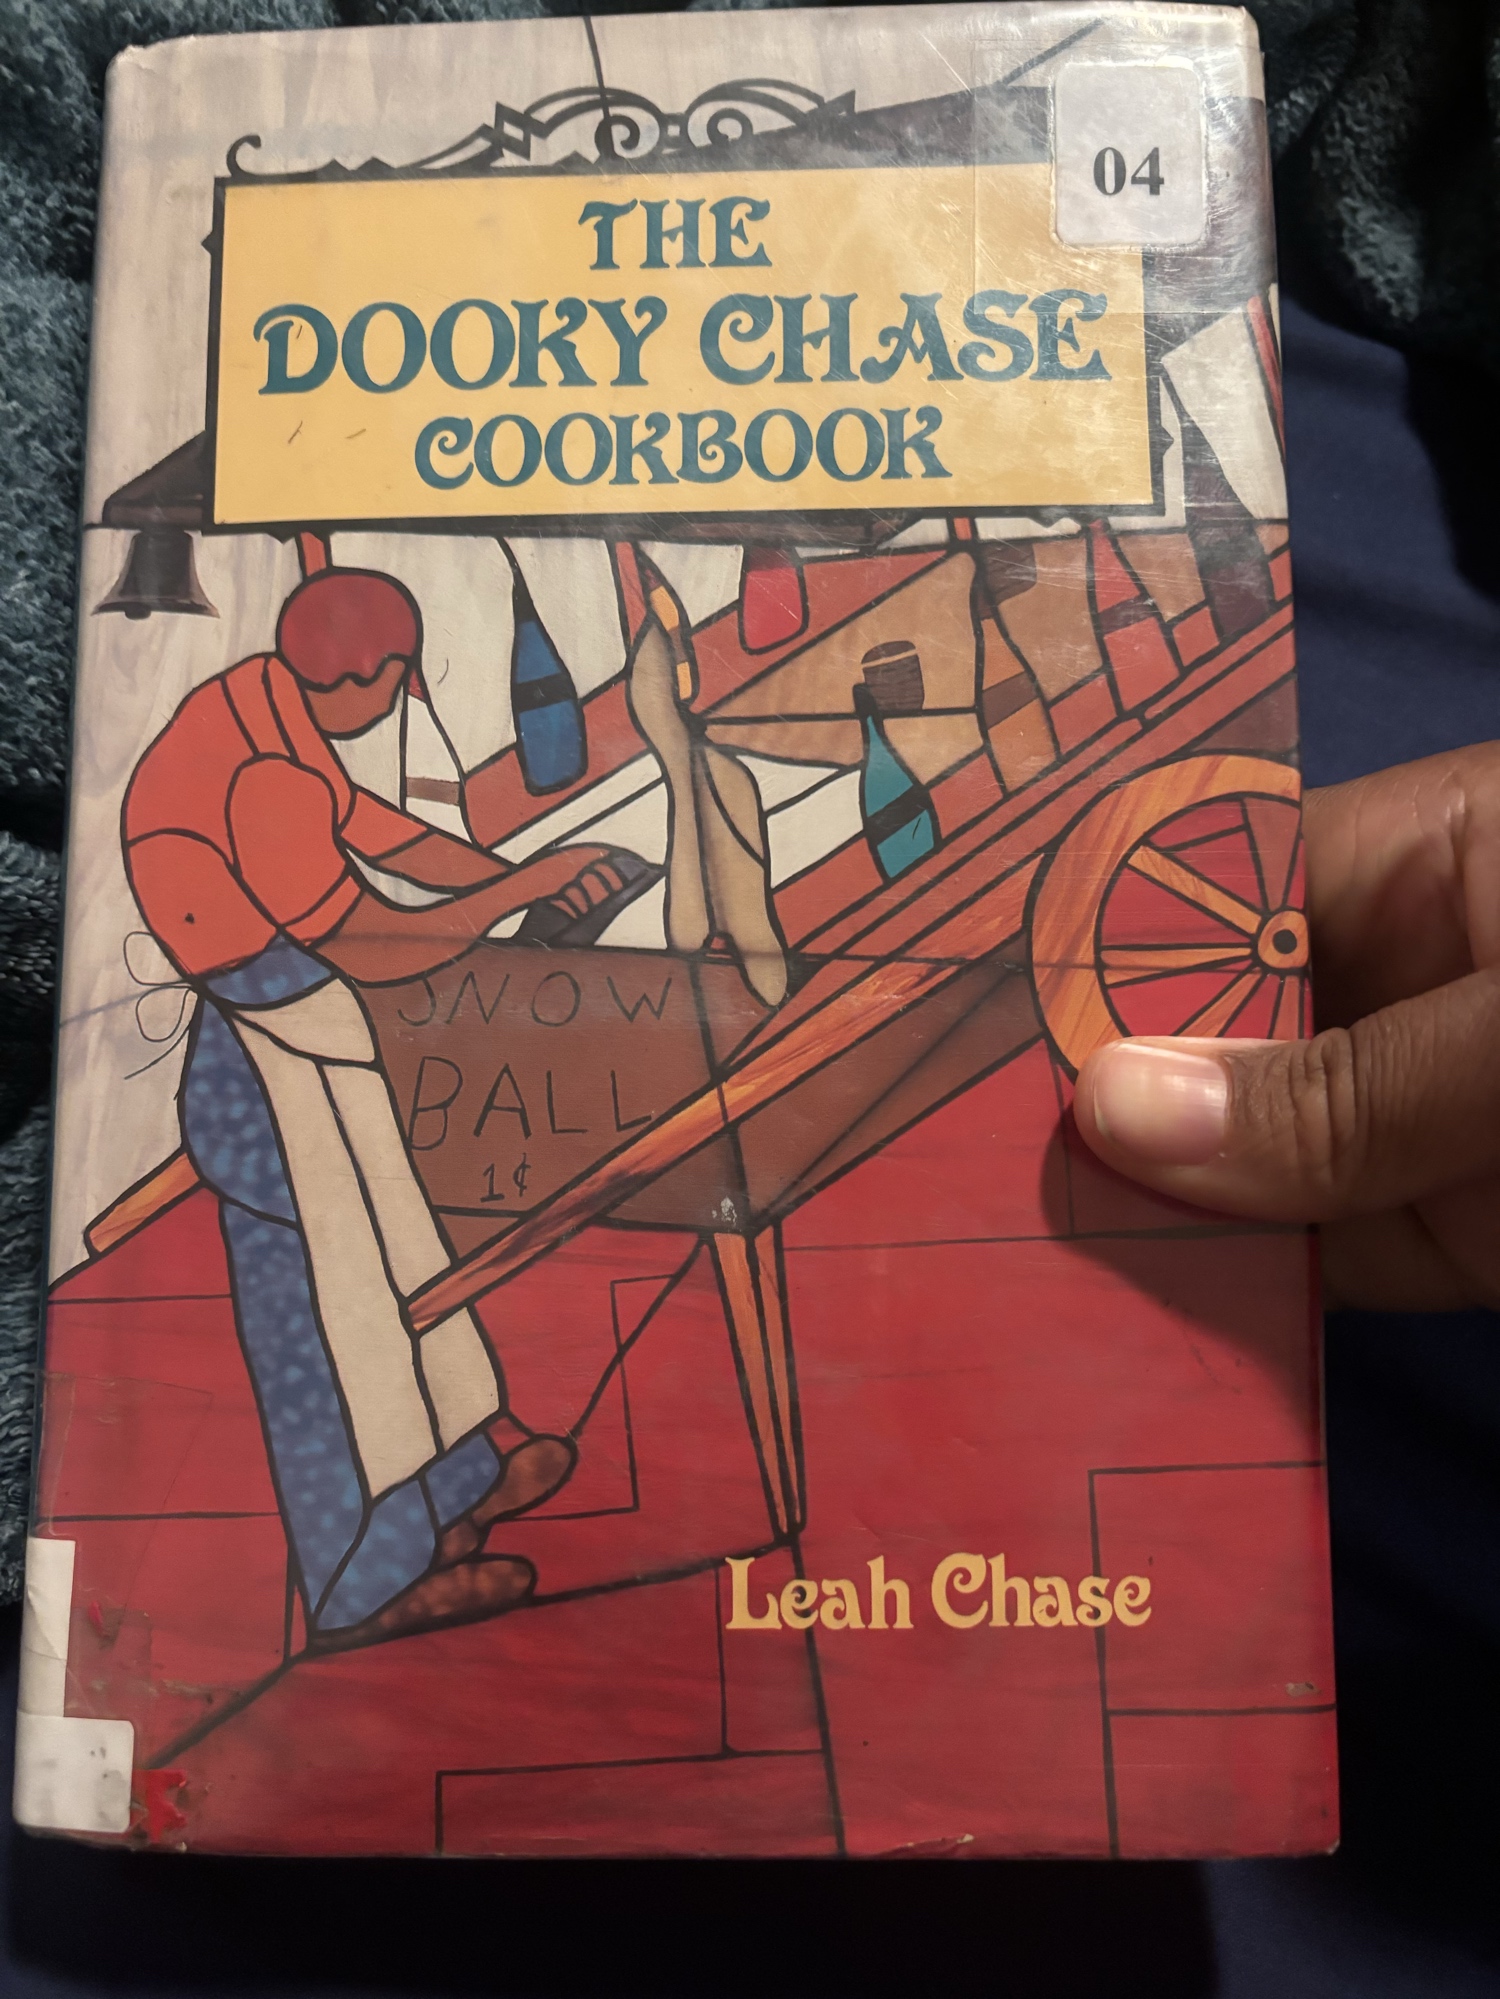 04
THE
DOOKY CHASE
COOKBOOK
SNOW
BALL
1¢
Leah Chase